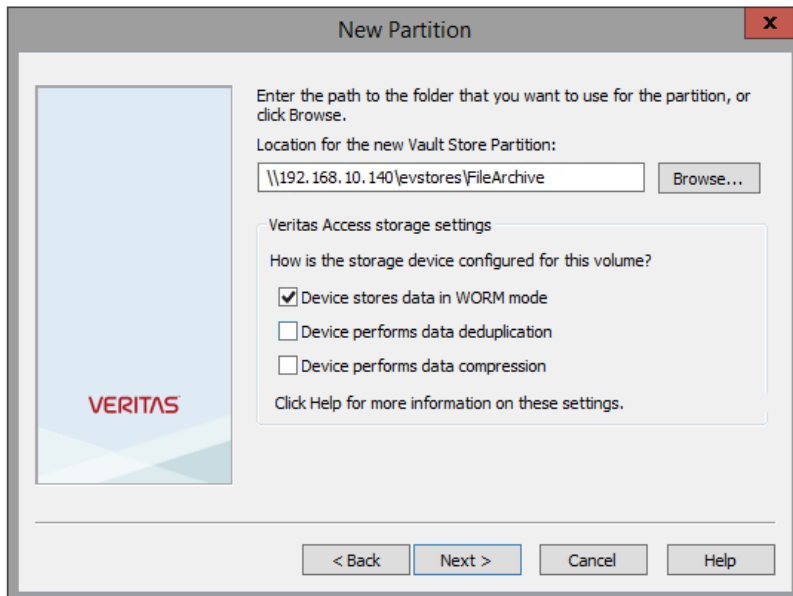 New Partition
x
Enter the path to the folder that you want to use for the partition, or
click Browse.
Location for the new Vault Store Partition:
\\192.168.10.140\evstores\FileArchive
Browse...
Veritas Access storage settings
How is the storage device configured for this volume?
Device stores data in WORM mode
Device performs data deduplication
Device performs data compression
VERITAS
Click Help for more information on these settings.
< Back
Next >
Cancel
Help